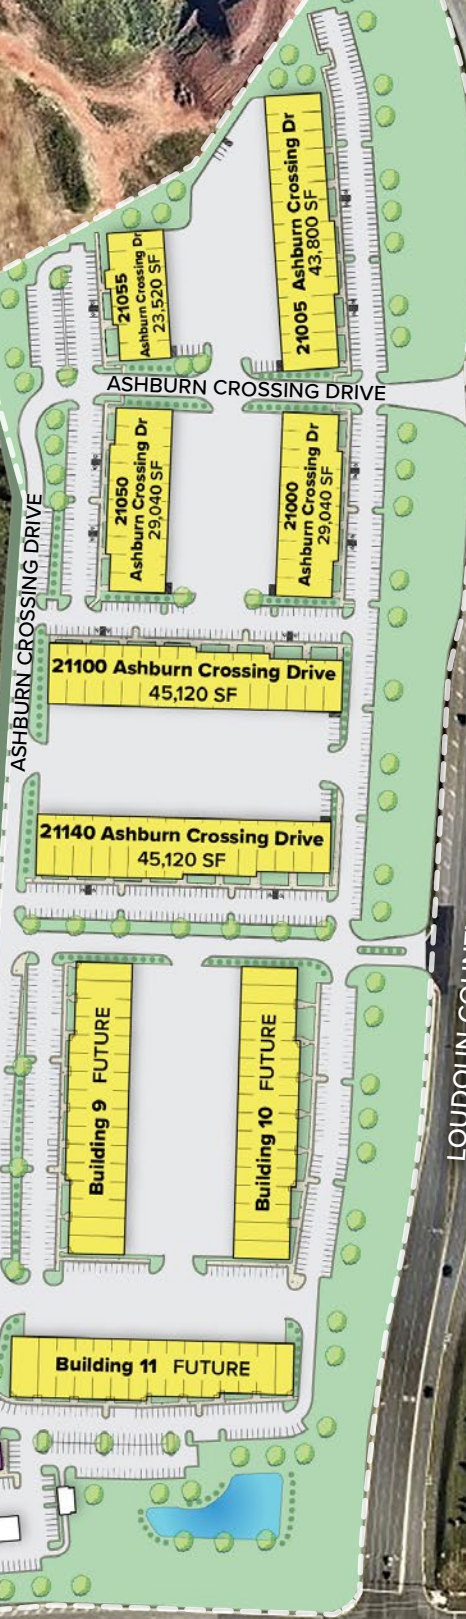 21005 Ashburn Crossing Dr
43,800 SF
21055
Ashburn Crossing Dr
23,520 SF
ASHBURN CROSSING DRIVE
21050
Ashburn Crossing Dr
29,040 SF
21000
Ashburn Crossing Dr
29,040 SF
ASHBURN CROSSING DRIVE
21100 Ashburn Crossing Drive
45,120 SF
21140 Ashburn Crossing Drive
45,120 SF
Building 9 FUTURE
Building 10 FUTURE
LOUDOUN COUN
Building 11 FUTURE